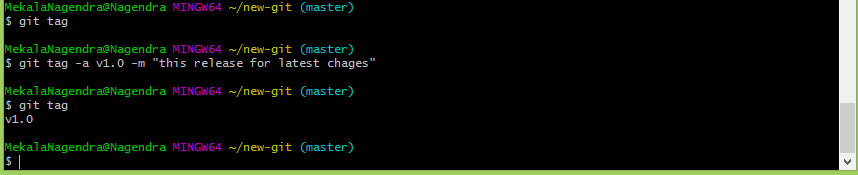 MekalaNagendra@Nagendra MINGW64 ~/new-git (master)
$ git tag
MekalaNagendra@Nagendra MINGW64 ~/new-git (master)
$ git tag -a v1.0 -m "this release for latest chages"
MekalaNagendra@Nagendra MINGW64 ~/new-git (master)
$ git tag
v1.0
MekalaNagendra@Nagendra MINGW64 ~/new-git (master)
$